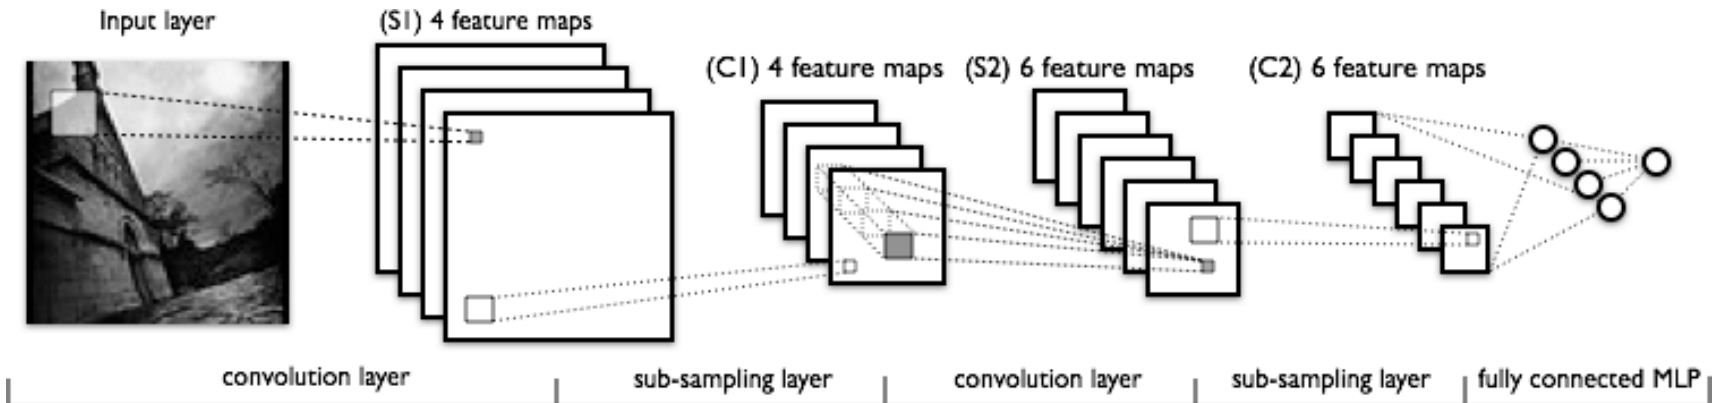 Input layer
(S1) 4 feature maps
(C1) 4 feature maps
(S2) 6 feature maps
(C2) 6 feature maps
convolution layer
sub-sampling layer
convolution layer
sub-sampling layer
fully connected MLP